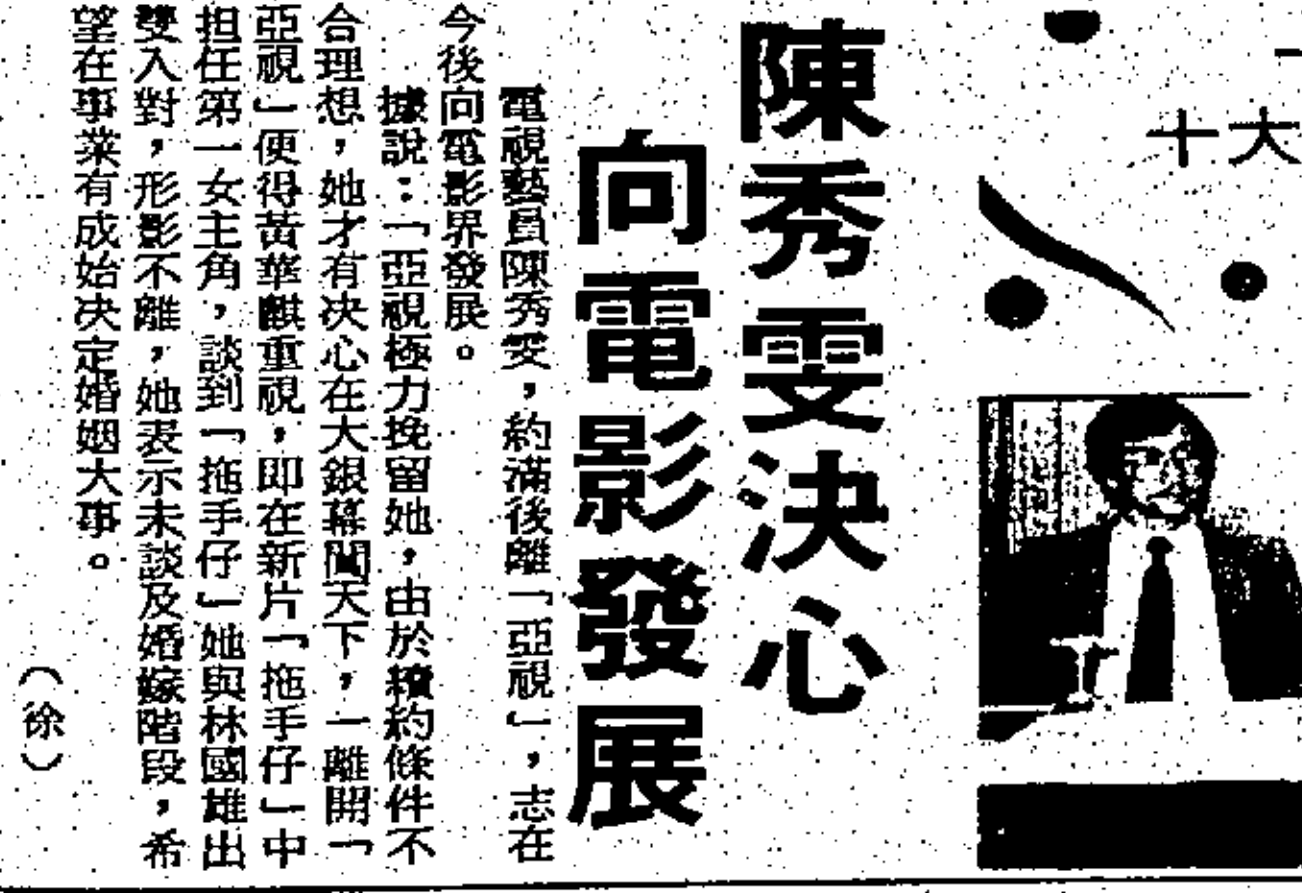 大
十
陳秀雯決心
向電影發展
電視藝員陳秀雯，約滿後離「亞視」，志在
今後向電影界發展。
據說：「亞視極力挽留她，由於續約條件不
合理想，她才有決心在大銀幕闖天下，一離開「
亞視」便得黃華麒重視，即在新片「拖手仔」中
担任第一女主角，談到「拖手仔」她與林國雄出
雙入對，形影不離，她表示未談及婚嫁階段，希
望在事業有成始決定婚姻大事。
（徐）